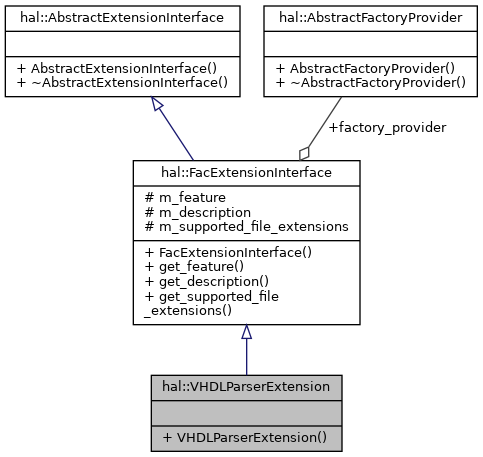 hal::AbstractExtensionInterface
+ AbstractExtensionInterface()
+ ~AbstractExtensionInterface()
hal::AbstractFactoryProvider
+ AbstractFactoryProvider()
+ ~AbstractFactoryProvider()
+factory_provider
hal::FacExtensionInterface
# m_feature
# m_description
# m_supported_file_extensions
+ FacExtensionInterface()
+ get_feature()
+ get_description()
+ get_supported_file
_extensions()
hal::VHDLParserExtension
+ VHDLParserExtension()